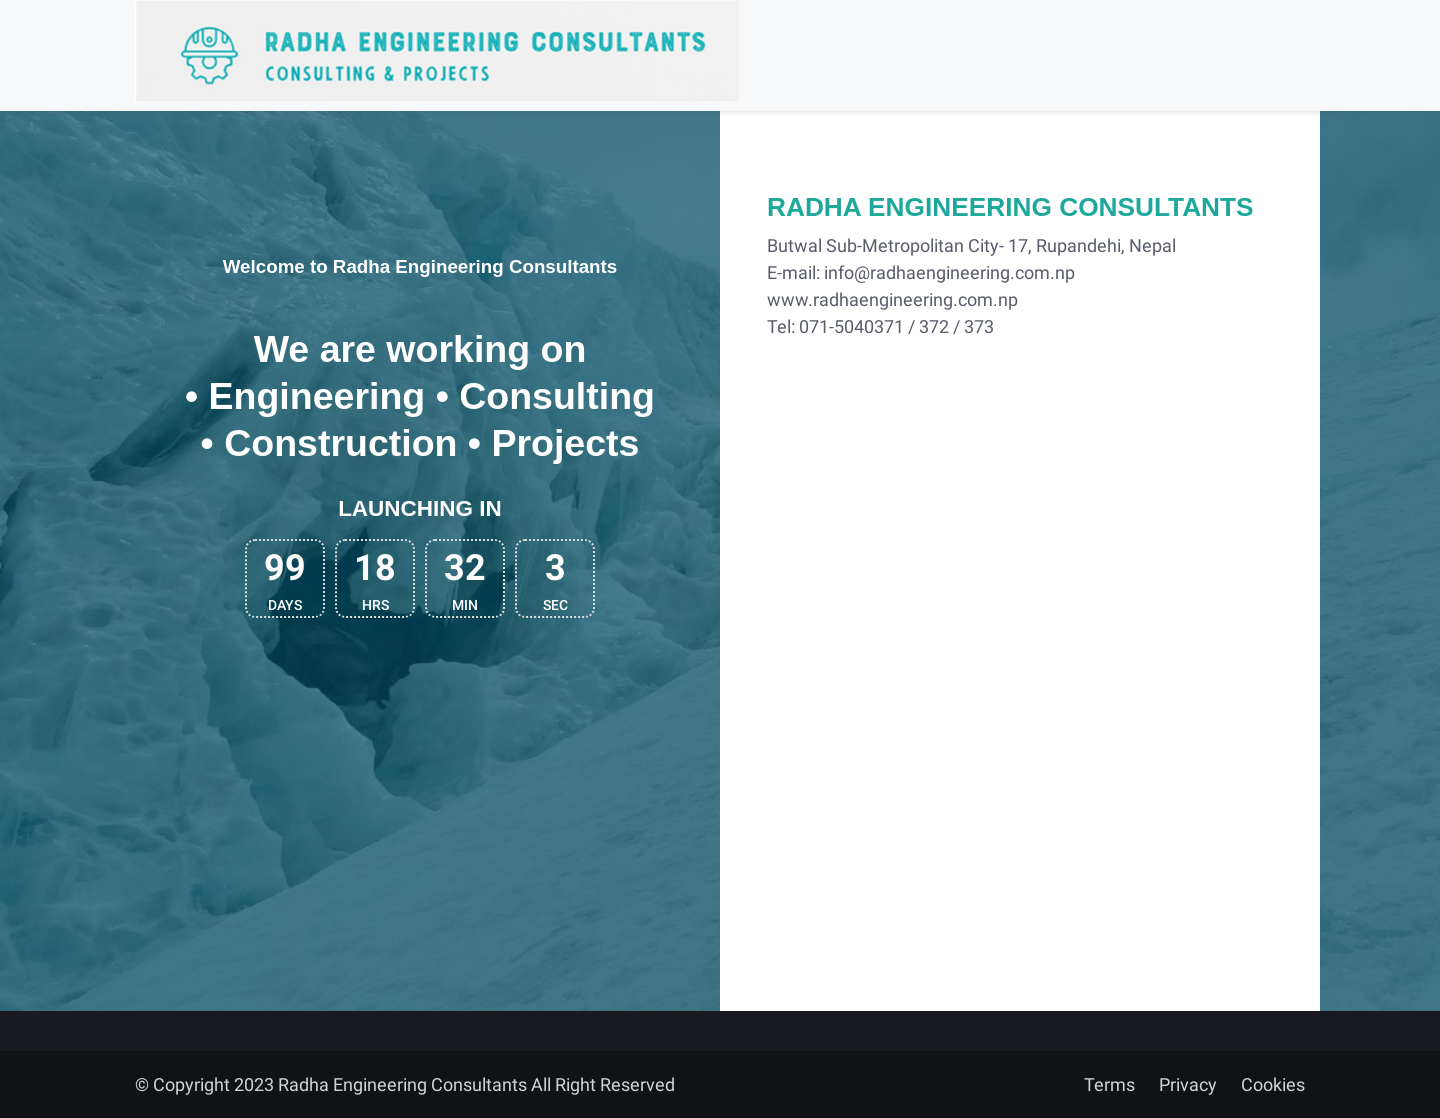 RADHA ENGINEERING CONSULTANTS
CONSULTING & PROJECTS
Welcome to Radha Engineering Consultants
We are working on
• Engineering • Consulting
• Construction • Projects
LAUNCHING IN
99 18 32 3
DAYS HRS MIN SEC
RADHA ENGINEERING CONSULTANTS
Butwal Sub-Metropolitan City- 17, Rupandehi, Nepal
E-mail: info@radhaengineering.com.np
www.radhaengineering.com.np
Tel: 071-5040371 / 372 / 373
© Copyright 2023 Radha Engineering Consultants All Right Reserved
Terms Privacy Cookies